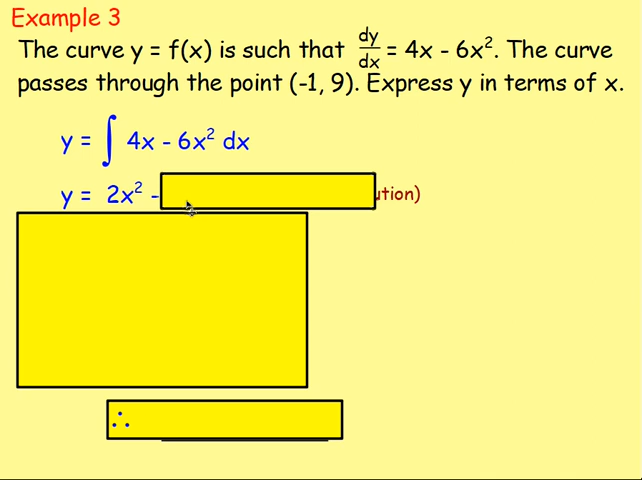 Example 3
The curve y = f(x) is such that dy/dx = 4x - 6x². The curve
passes through the point (-1, 9). Express y in terms of x.
y = ∫ 4x - 6x² dx
y = 2x² - ution)
∴